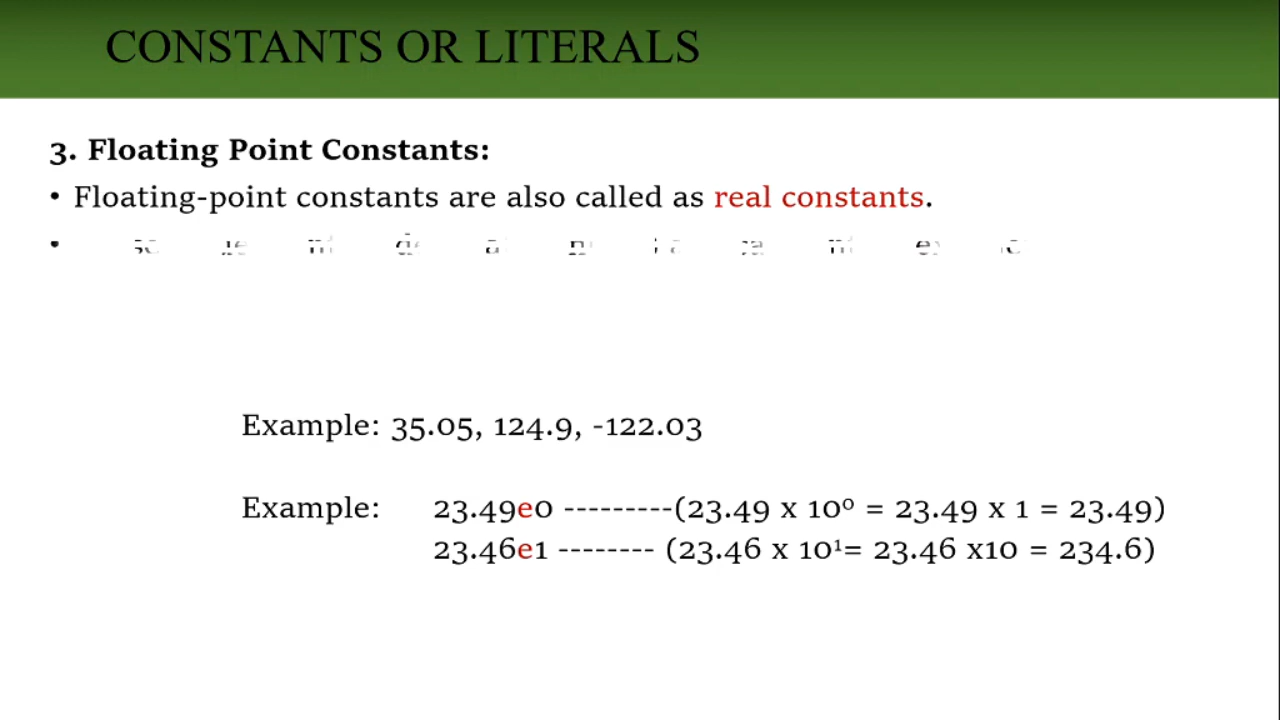 CONSTANTS OR LITERALS
3. Floating Point Constants:
• Floating-point constants are also called as real constants.
Example: 35.05, 124.9, -122.03
Example: 23.49e0 ---------(23.49 x 10⁰ = 23.49 x 1 = 23.49)
23.46e1 -------- (23.46 x 10¹= 23.46 x10 = 234.6)